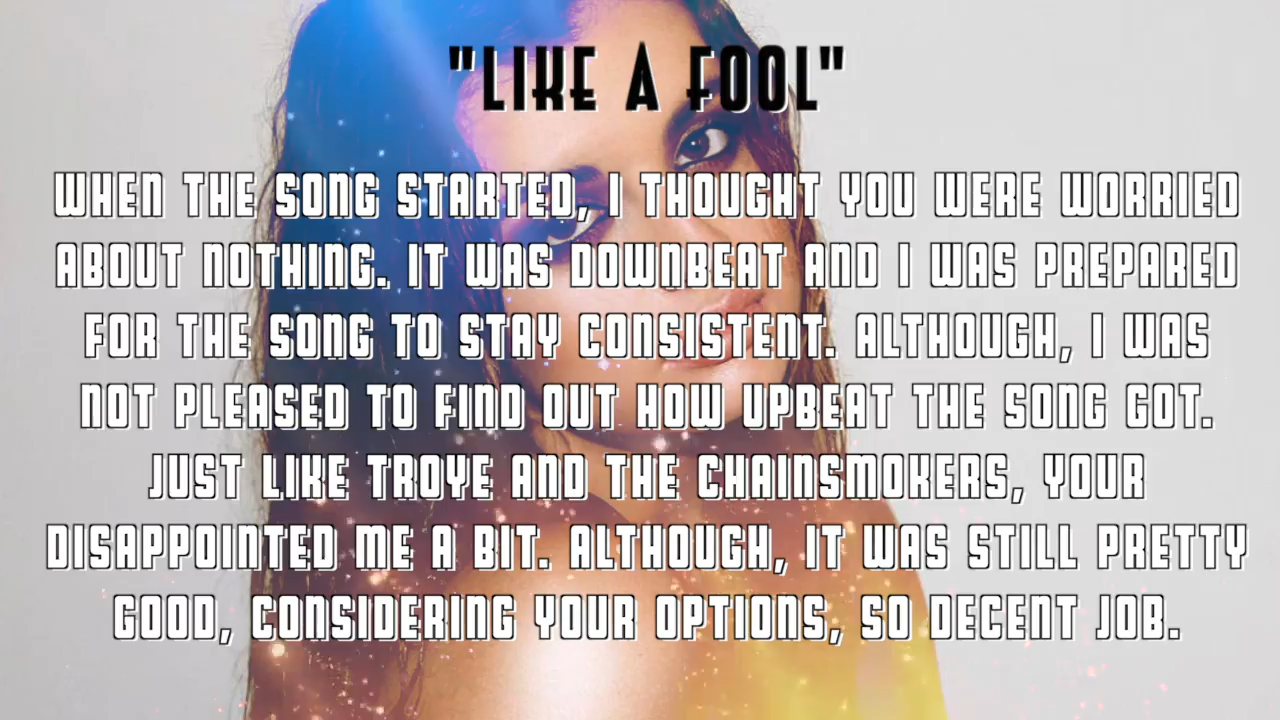 "LIKE A FOOL"
WHEN THE SONG STARTED, I THOUGHT YOU WERE WORRIED
ABOUT NOTHING. IT WAS DOWNBEAT AND I WAS PREPARED
FOR THE SONG TO STAY CONSISTENT. ALTHOUGH, I WAS
NOT PLEASED TO FIND OUT HOW UPBEAT THE SONG GOT.
JUST LIKE TROYE AND THE CHAINSMOKERS, YOUR
DISAPPOINTED ME A BIT. ALTHOUGH, IT WAS STILL PRETTY
GOOD, CONSIDERING YOUR OPTIONS, SO DECENT JOB.